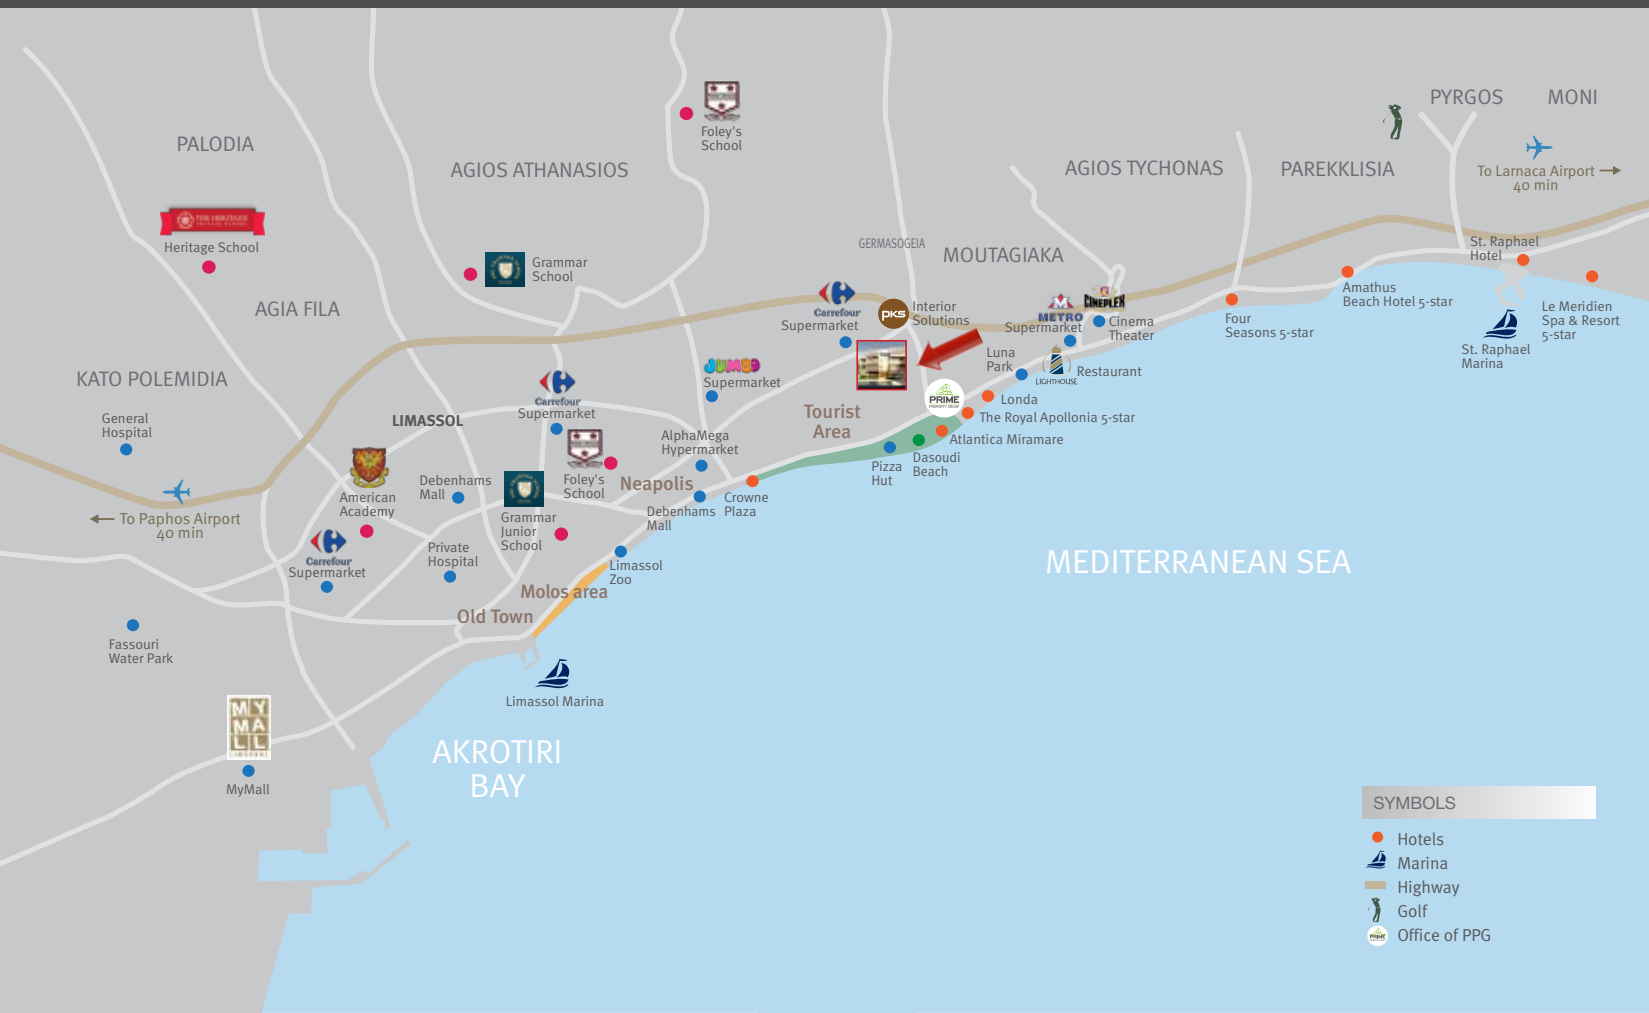 PYRGOS
MONI
Foley's
School
PALODIA
AGIOS ATHANASIOS
AGIOS TYCHONAS
PAREKKLISIA
To Larnaca Airport
40 min
THE HERITAGE
Heritage School
GERMASOGEIA
MOUTAGIAKA
St. Raphael
Hotel
Grammar
School
AGIA FILA
Carrefour
Supermarket
pks
Interior
Solutions
METRO
Supermarket
CINEPLEX
Cinema
Theater
Four
Seasons 5-star
Amathus
Beach Hotel 5-star
Le Meridien
Spa & Resort
5-star
St. Raphael
Marina
Luna
Park
LIGHTHOUSE
Restaurant
KATO POLEMIDIA
JUMBO
Supermarket
Carrefour
Supermarket
PRIME
PROPERTY GROUP
Londa
The Royal Apollonia 5-star
Atlantica Miramare
Tourist
Area
LIMASSOL
General
Hospital
AlphaMega
Hypermarket
Pizza
Hut
Dasoudi
Beach
American
Academy
Debenhams
Mall
Foley's
School
Neapolis
Debenhams
Mall
Crowne
Plaza
To Paphos Airport
40 min
Grammar
Junior
School
Carrefour
Supermarket
Private
Hospital
Limassol
Zoo
MEDITERRANEAN SEA
Molos area
Old Town
Fassouri
Water Park
Limassol Marina
MY
MA
LL
LIMASSOL
MyMall
AKROTIRI
BAY
SYMBOLS
Hotels
Marina
Highway
Golf
Office of PPG